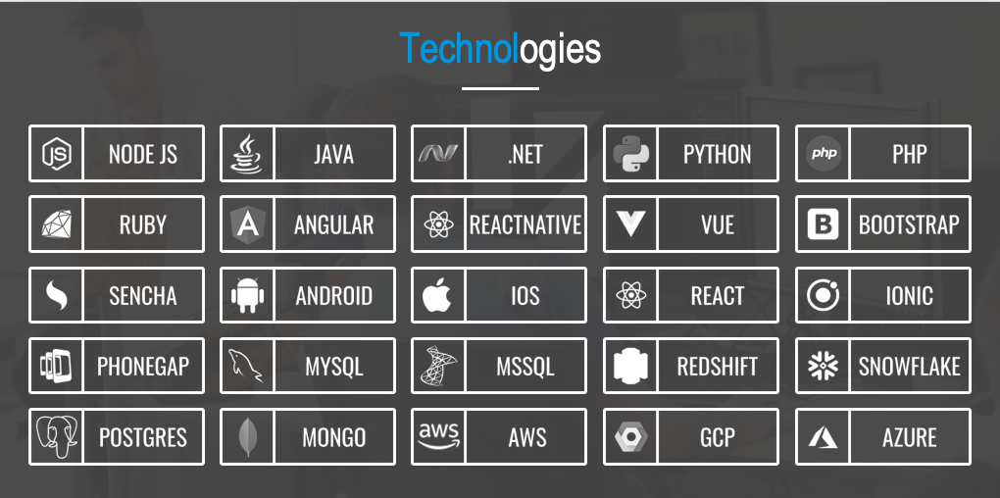 Technologies
JS NODE JS
JAVA
.NET
PYTHON
php PHP
RUBY
A ANGULAR
REACTNATIVE
VUE
B BOOTSTRAP
SENCHA
ANDROID
IOS
REACT
IONIC
PHONEGAP
MYSQL
MSSQL
REDSHIFT
SNOWFLAKE
POSTGRES
MONGO
aws AWS
GCP
AZURE